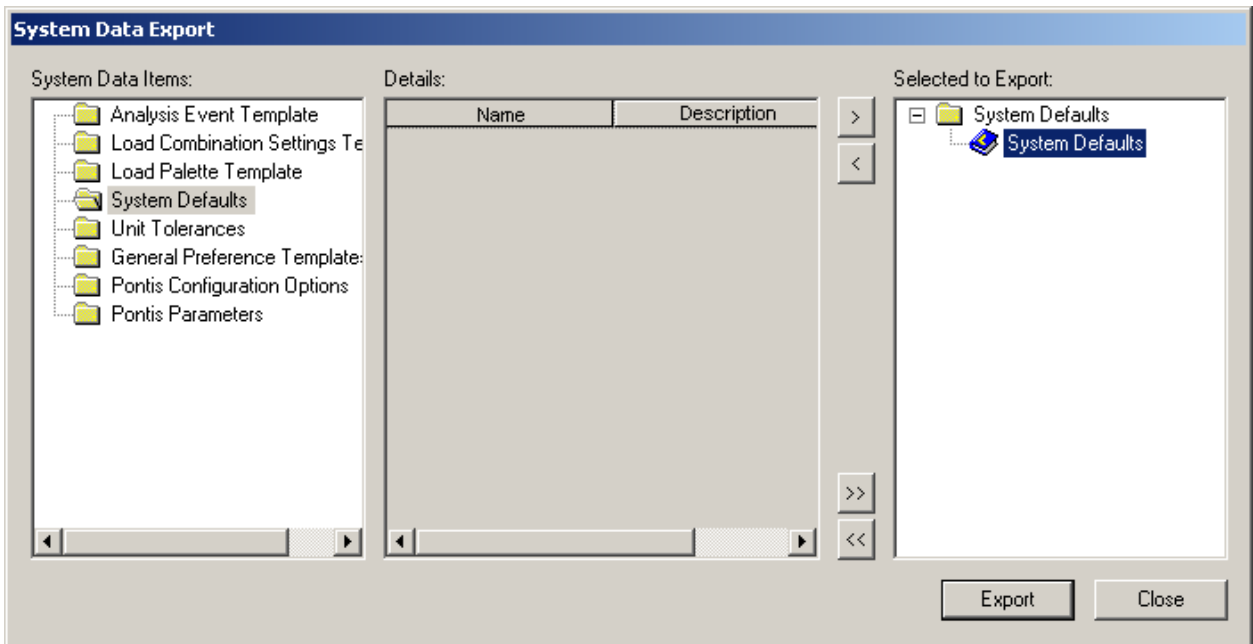 System Data Export
System Data Items:
Analysis Event Template
Load Combination Settings Te
Load Palette Template
System Defaults
Unit Tolerances
General Preference Template
Pontis Configuration Options
Pontis Parameters
Details:
Name Description
>
<
>>
<<
Selected to Export:
System Defaults
System Defaults
Export Close